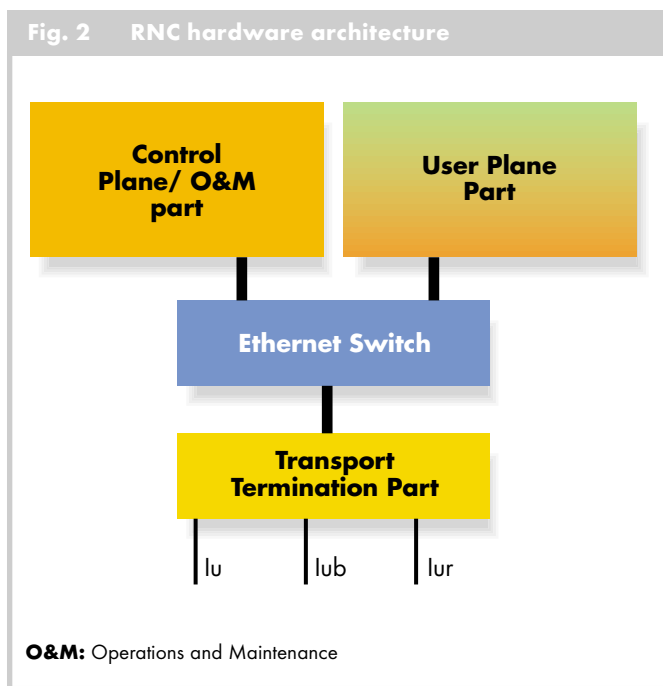 Fig. 2 RNC hardware architecture
Control
Plane/ O&M
part
User Plane
Part
Ethernet Switch
Transport
Termination Part
Iu
Iub
Iur
O&M: Operations and Maintenance